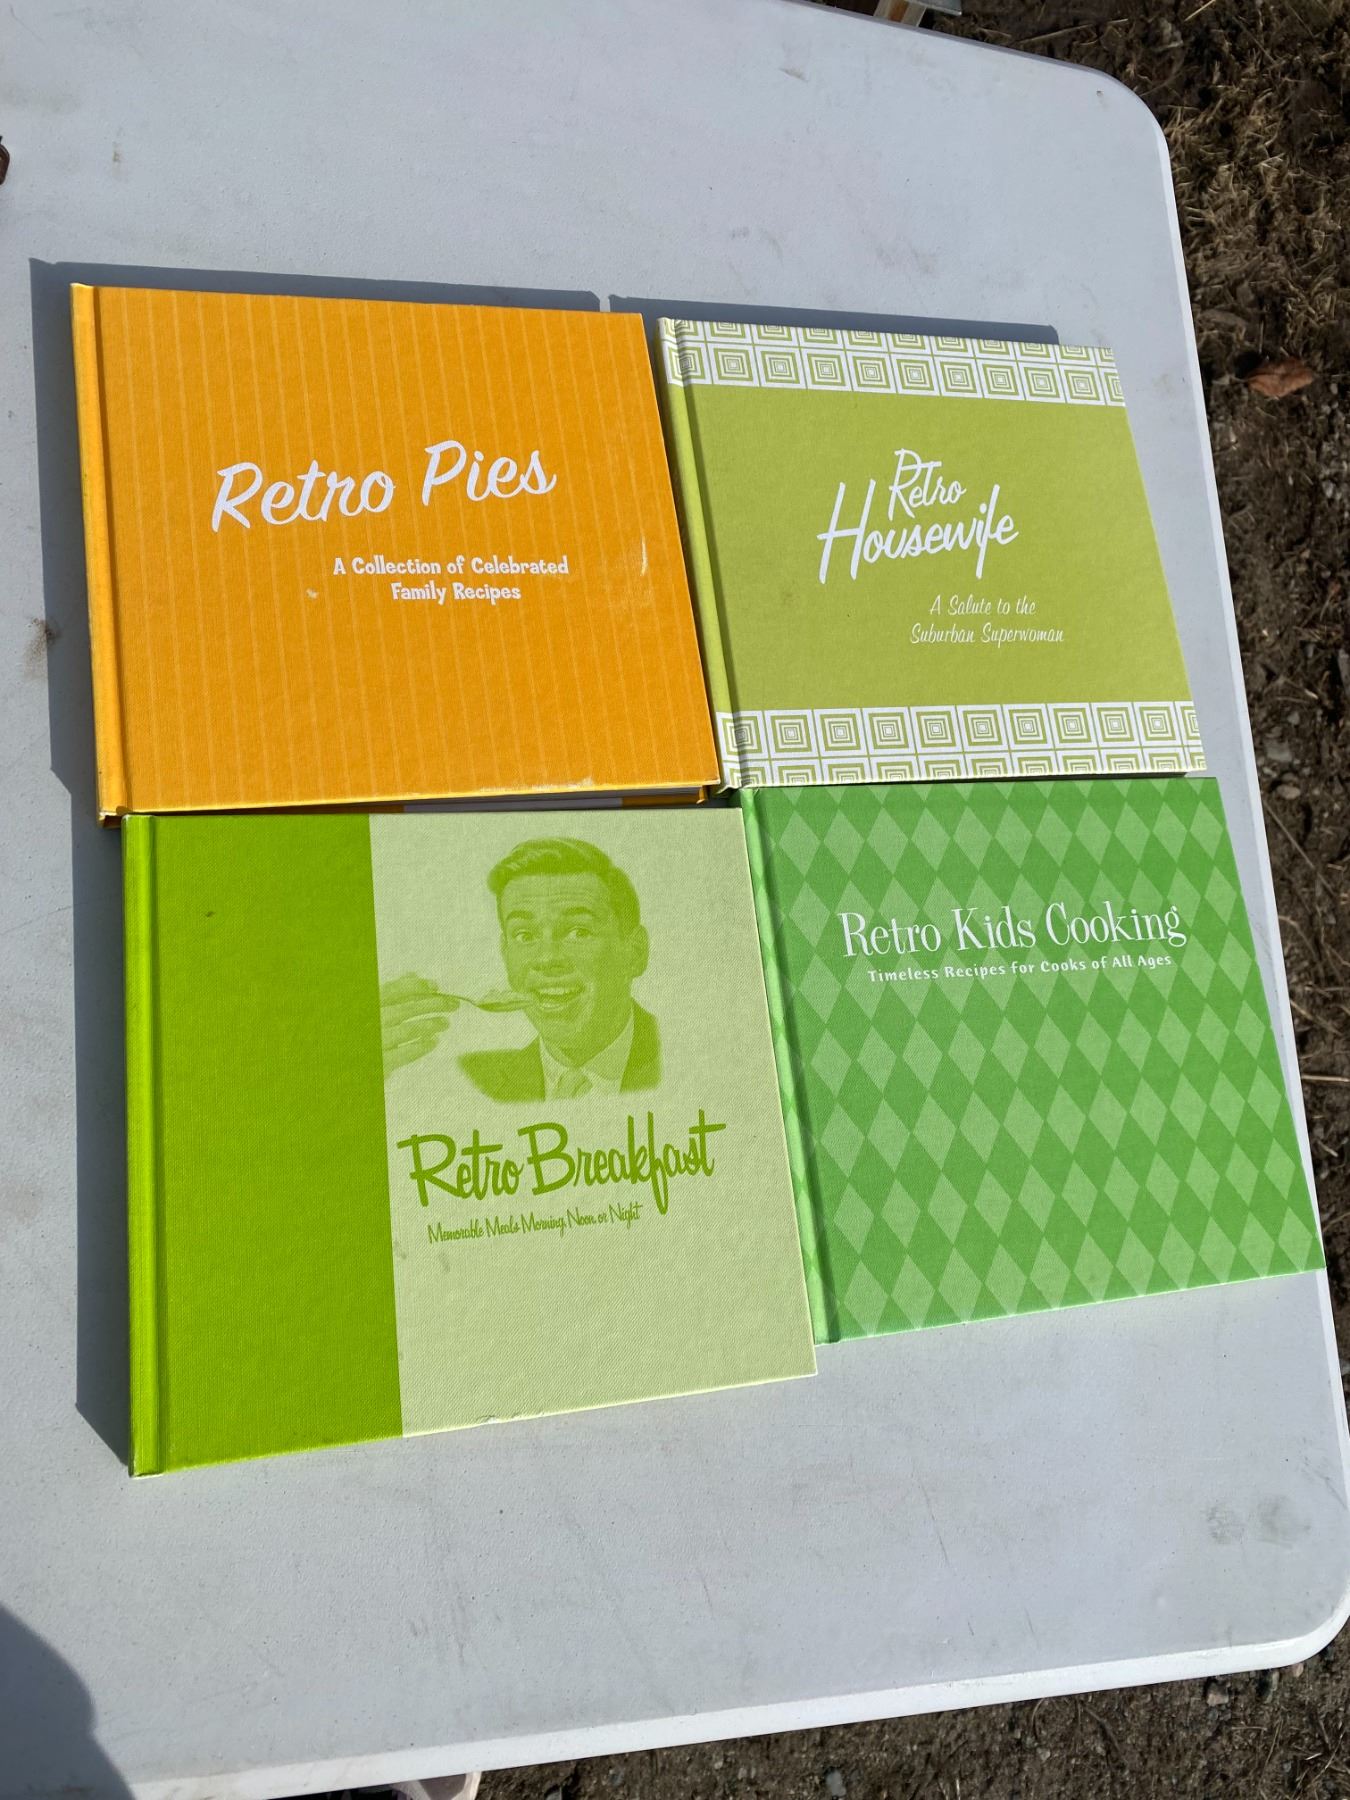 Retro Pies
A Collection of Celebrated
Family Recipes
Retro
Housewife
A Salute to the
Suburban Superwoman
Retro Breakfast
Memorable Meals Morning, Noon, or Night
Retro Kids Cooking
Timeless Recipes for Cooks of All Ages